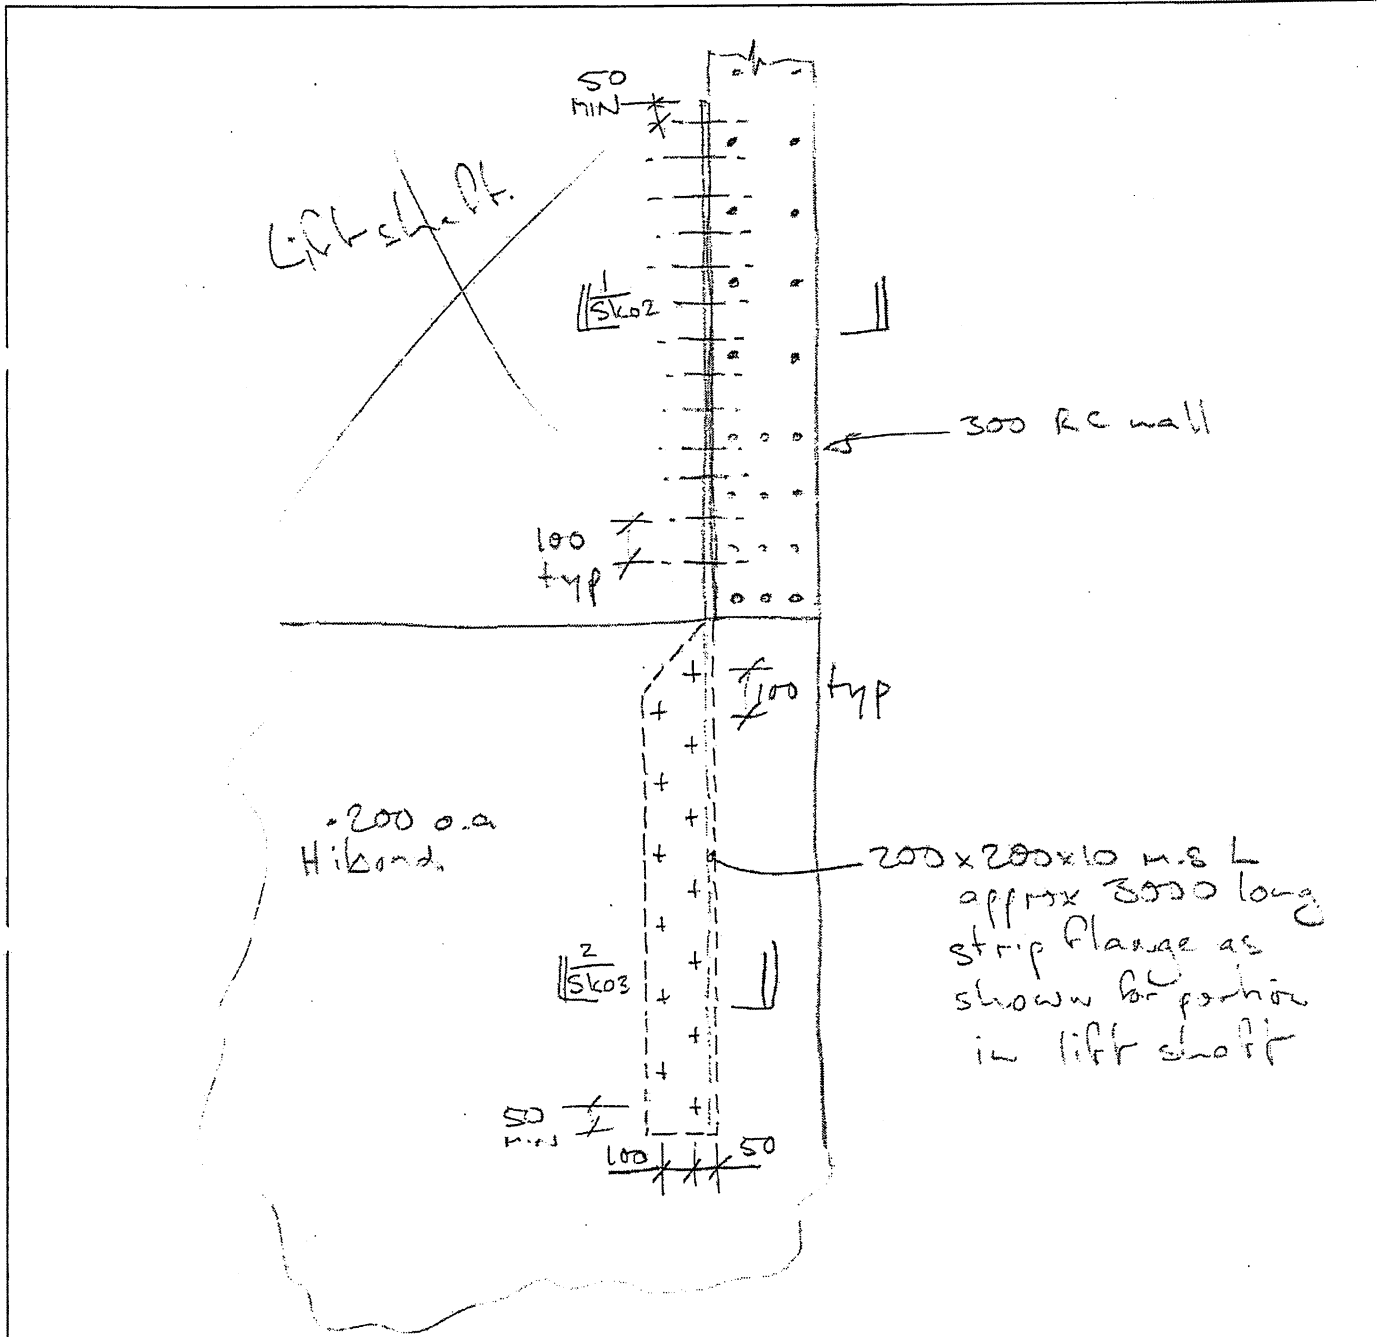 50
MIN
Lift shaft.
1
SK02
300 RC wall
100
typ
100 typ
200 o.a
Hibond.
200x200x10 M.S L
approx 3000 long
strip flange as
shown for portion
in lift shaft
2
SK03
50
100
50